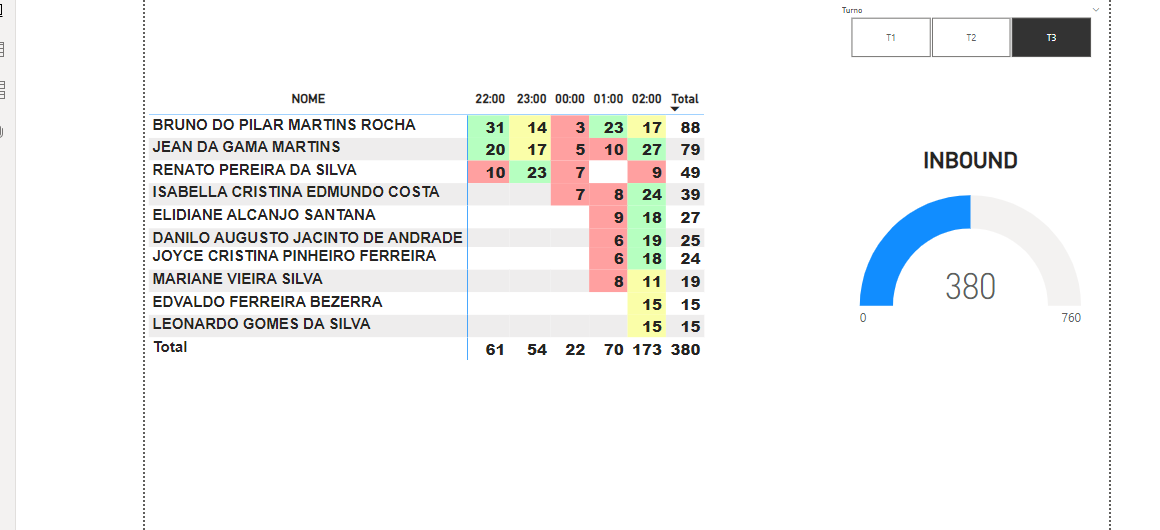 Turno
T1 T2 T3
NOME 22:00 23:00 00:00 01:00 02:00 Total
BRUNO DO PILAR MARTINS ROCHA 31 14 3 23 17 88
JEAN DA GAMA MARTINS 20 17 5 10 27 79
RENATO PEREIRA DA SILVA 10 23 7 9 49
ISABELLA CRISTINA EDMUNDO COSTA 7 8 24 39
ELIDIANE ALCANJO SANTANA 9 18 27
DANILO AUGUSTO JACINTO DE ANDRADE 6 19 25
JOYCE CRISTINA PINHEIRO FERREIRA 6 18 24
MARIANE VIEIRA SILVA 8 11 19
EDVALDO FERREIRA BEZERRA 15 15
LEONARDO GOMES DA SILVA 15 15
Total 61 54 22 70 173 380
INBOUND
380
0 760